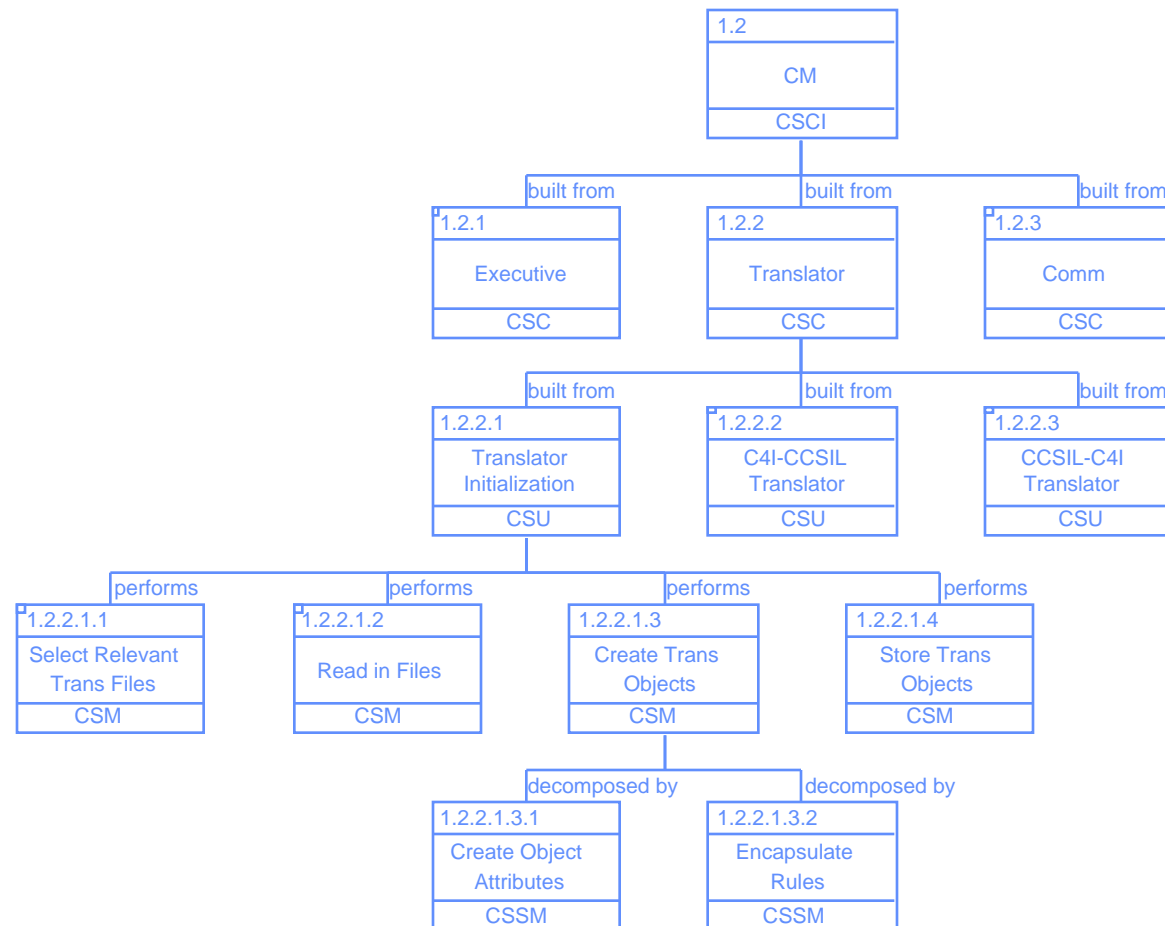 1.2
CM
CSCI
built from
built from
built from
1.2.1
Executive
CSC
1.2.2
Translator
CSC
1.2.3
Comm
CSC
built from
built from
built from
1.2.2.1
Translator
Initialization
CSU
1.2.2.2
C4I-CCSIL
Translator
CSU
1.2.2.3
CCSIL-C4I
Translator
CSU
performs
performs
performs
performs
1.2.2.1.1
Select Relevant
Trans Files
CSM
1.2.2.1.2
Read in Files
CSM
1.2.2.1.3
Create Trans
Objects
CSM
1.2.2.1.4
Store Trans
Objects
CSM
decomposed by
decomposed by
1.2.2.1.3.1
Create Object
Attributes
CSSM
1.2.2.1.3.2
Encapsulate
Rules
CSSM